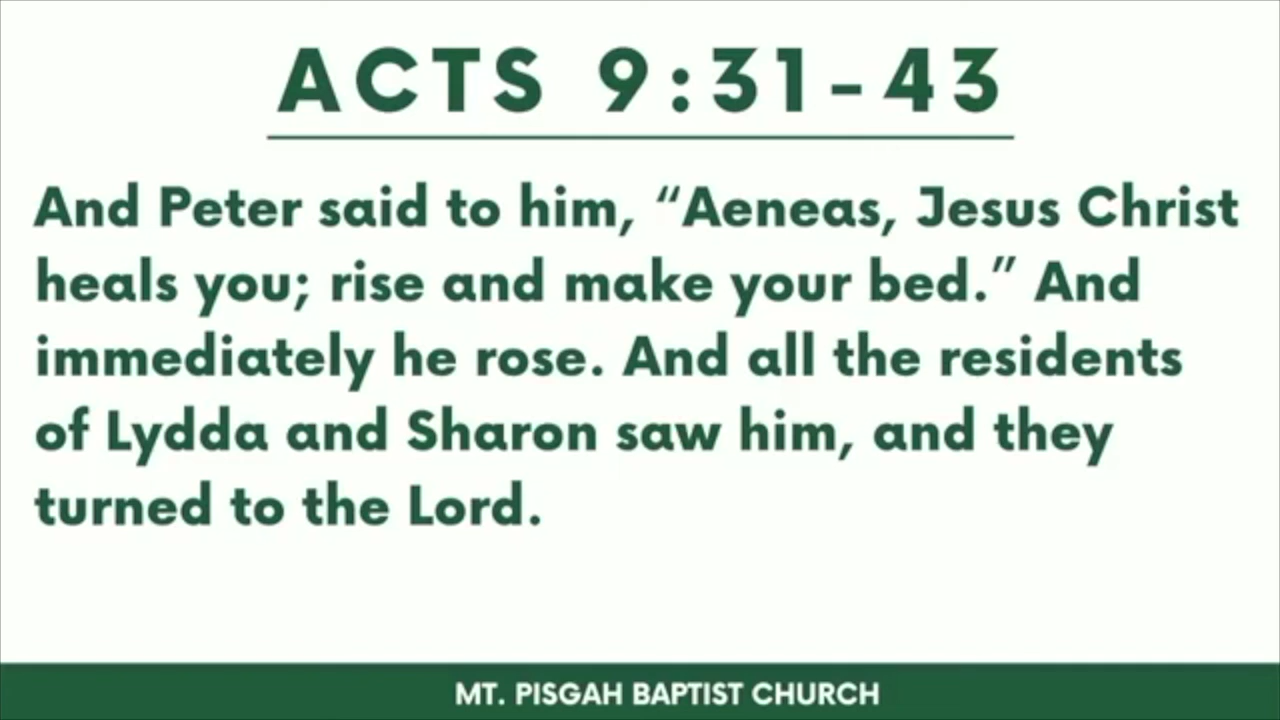 ACTS 9:31-43
And Peter said to him, “Aeneas, Jesus Christ
heals you; rise and make your bed.” And
immediately he rose. And all the residents
of Lydda and Sharon saw him, and they
turned to the Lord.
MT. PISGAH BAPTIST CHURCH